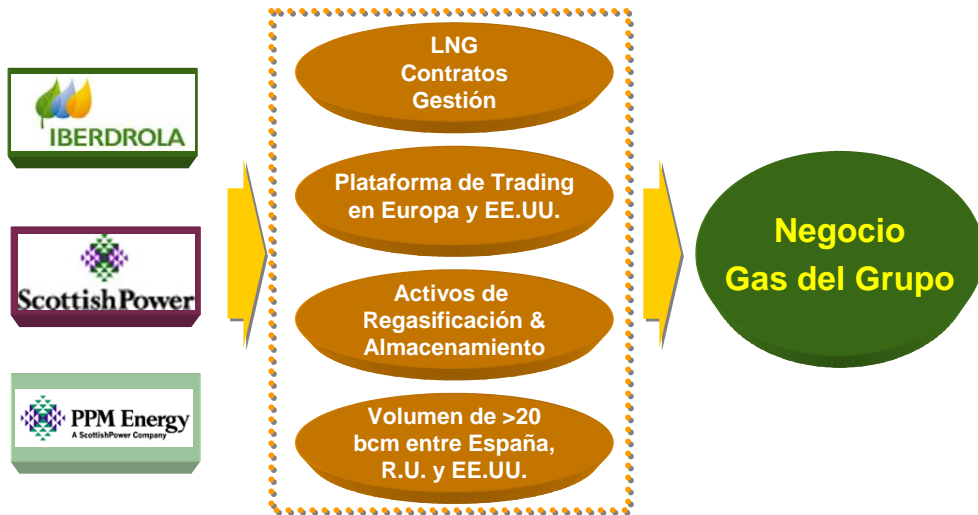 IBERDROLA
ScottishPower
PPM Energy
A ScottishPower Company
LNG
Contratos
Gestión
Plataforma de Trading
en Europa y EE.UU.
Activos de
Regasificación &
Almacenamiento
Volumen de >20
bcm entre España,
R.U. y EE.UU.
Negocio
Gas del Grupo